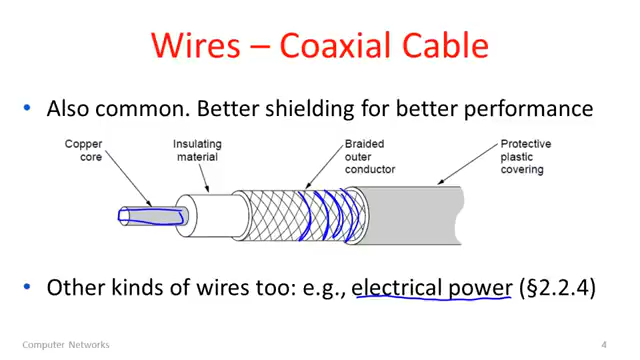 Wires – Coaxial Cable
• Also common. Better shielding for better performance
Copper core
Insulating material
Braided outer conductor
Protective plastic covering
• Other kinds of wires too: e.g., electrical power (§2.2.4)
Computer Networks
4